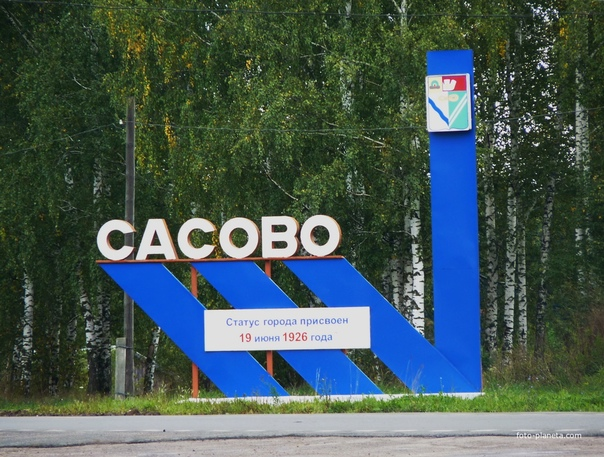 САСОВО
Статус города присвоен
19 июня 1926 года
foto-planeta.com